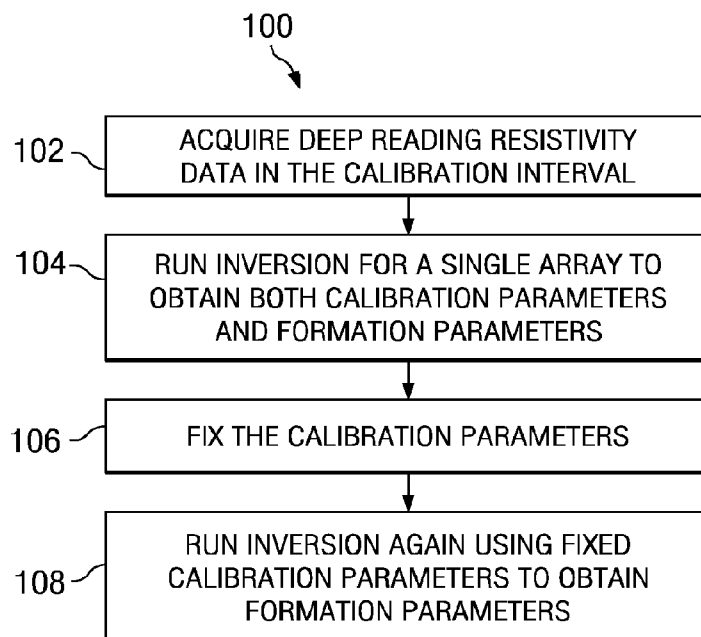 100
102
ACQUIRE DEEP READING RESISTIVITY
DATA IN THE CALIBRATION INTERVAL
104
RUN INVERSION FOR A SINGLE ARRAY TO
OBTAIN BOTH CALIBRATION PARAMETERS
AND FORMATION PARAMETERS
106
FIX THE CALIBRATION PARAMETERS
108
RUN INVERSION AGAIN USING FIXED
CALIBRATION PARAMETERS TO OBTAIN
FORMATION PARAMETERS